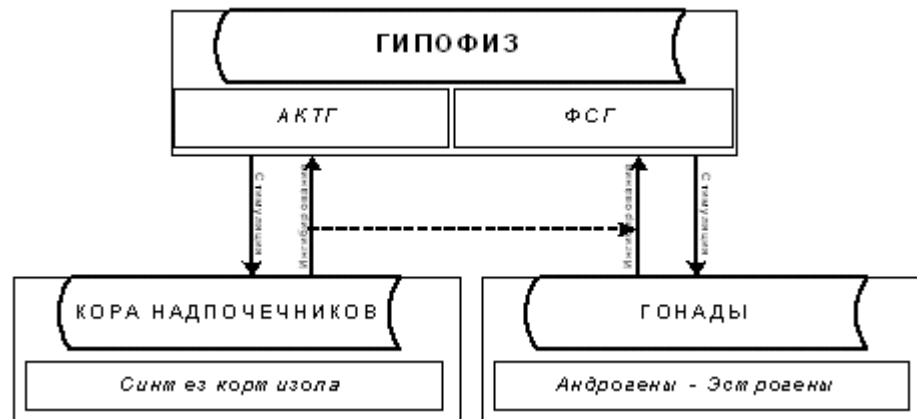 ГИПОФИЗ
АКТГ
ФСГ
Стимуляция
Ингибирование
Ингибирование
Стимуляция
КОРА НАДПОЧЕЧНИКОВ
ГОНАДЫ
Синтез кортизола
Андрогены - Эстрогены